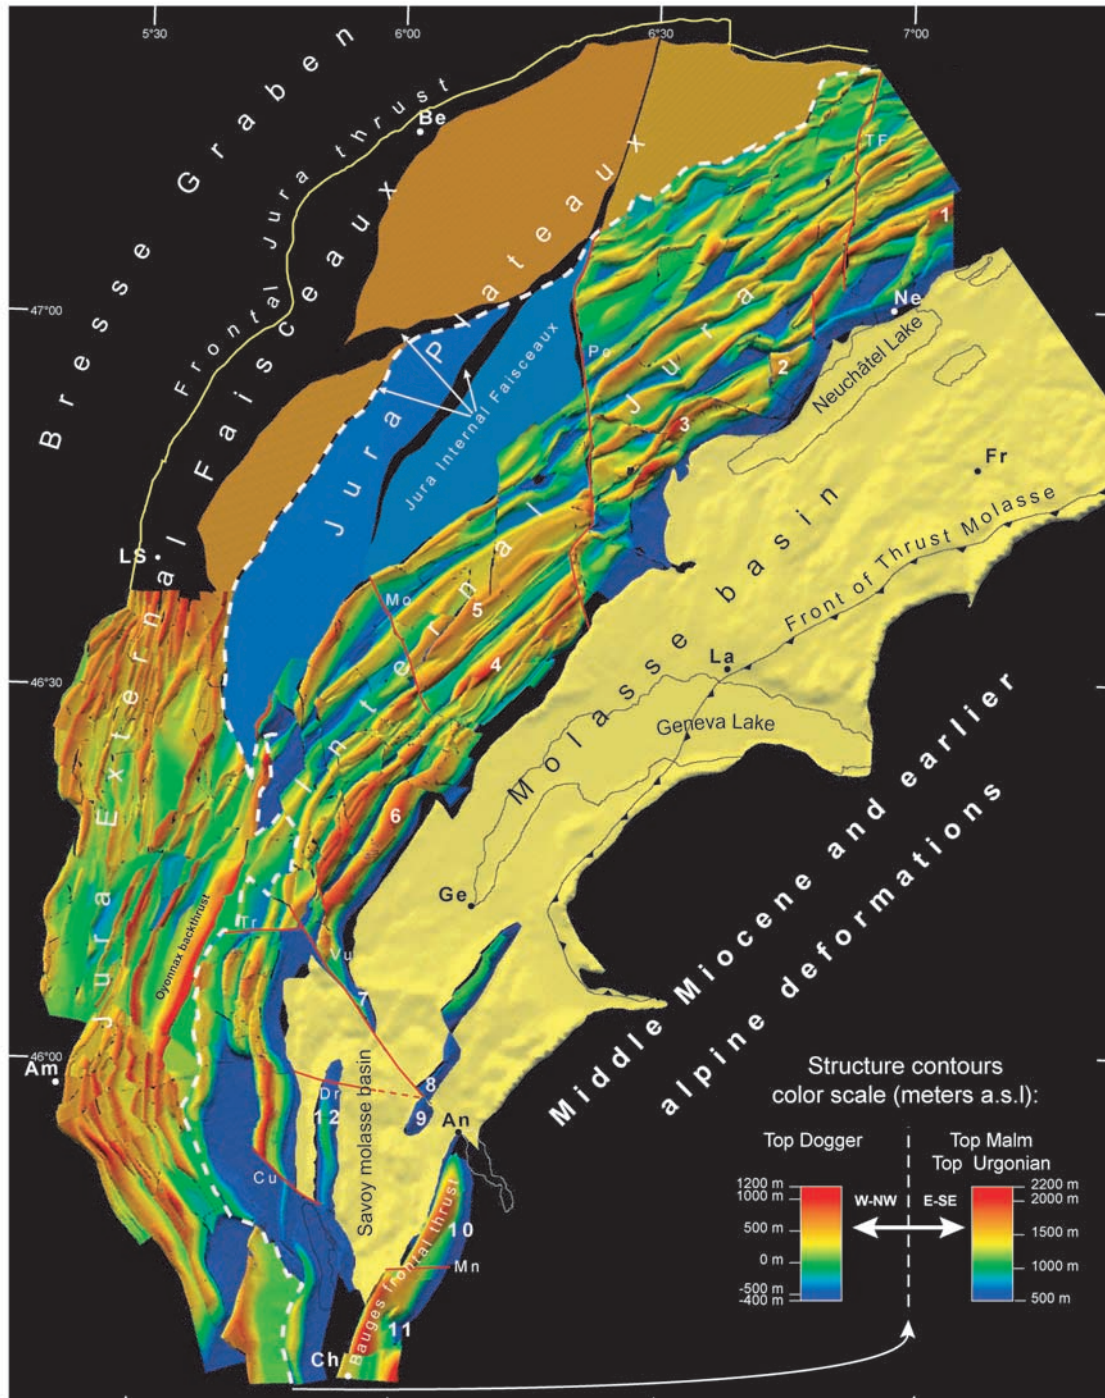 5°30
6°00
6°30
7°00
47°00
46°30
46°00
Bresse Graben
Frontal Jura thrust
Jura External Faisceaux
Jura Plateaux
Jura Internal Faisceaux
Internal Jura
Be
LS
Am
TF
1
Ne
2
Po
3
Neuchâtel Lake
Fr
Molasse basin
Front of Thrust Molasse
Mo
5
4
La
Geneva Lake
6
Ge
Oyonnax backthrust
Tr
Vu
7
8
9
Dr
12
An
Savoy molasse basin
Cu
10
Mn
Bauges frontal thrust
11
Ch
Middle Miocene and earlier
alpine deformations
Structure contours
color scale (meters a.s.l):
Top Dogger
Top Malm
Top Urgonian
1200 m
1000 m
500 m
0 m
-500 m
-400 m
W-NW
E-SE
2200 m
2000 m
1500 m
1000 m
500 m